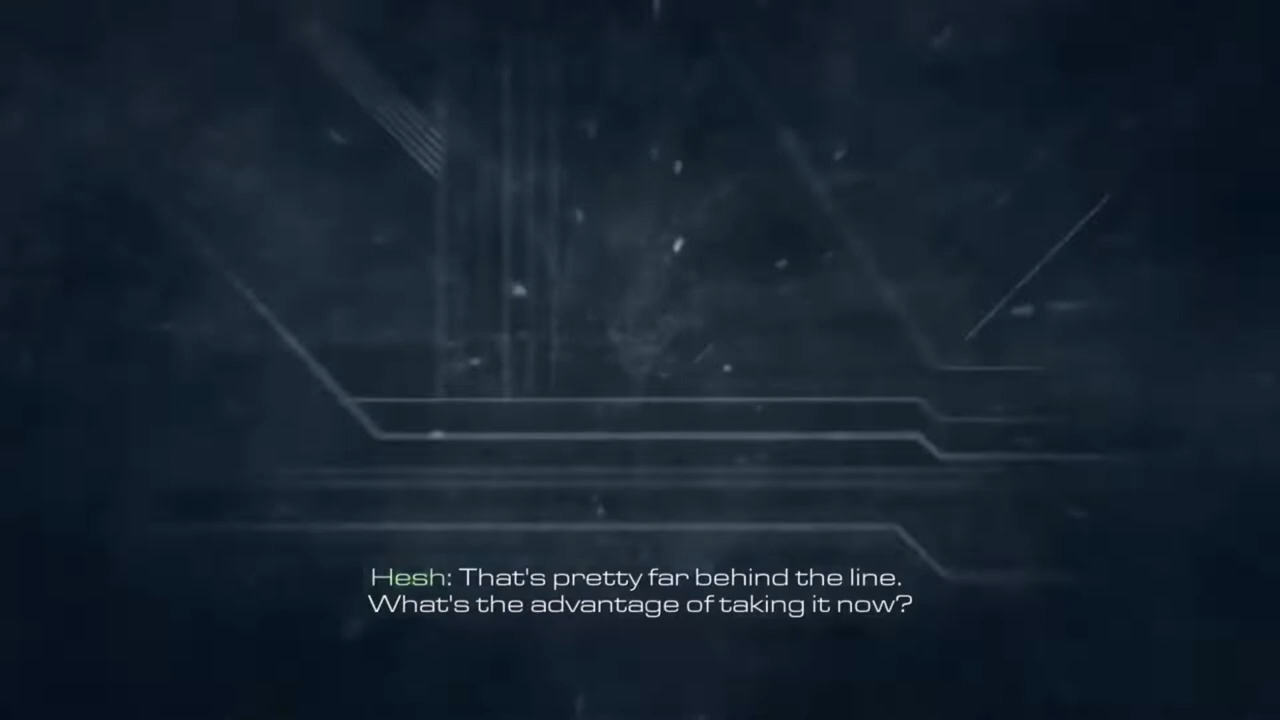 Hesh: That's pretty far behind the line.
What's the advantage of taking it now?